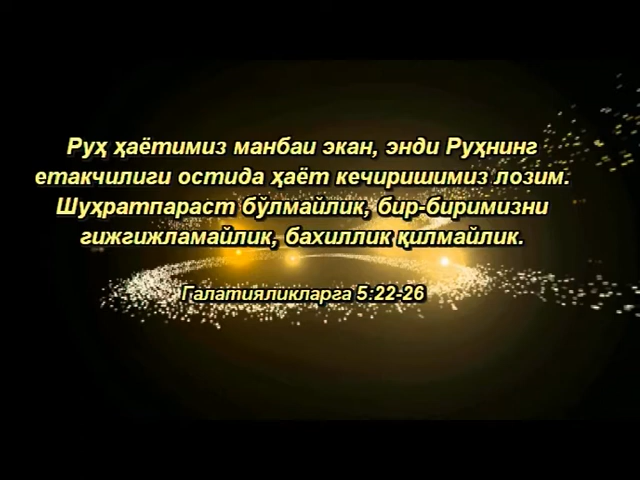 Руҳ ҳаётимиз манбаи экан, энди Руҳнинг
етакчилиги остида ҳаёт кечиришимиз лозим.
Шуҳратпараст бўлмайлик, бир-биримизни
гижгижламайлик, бахиллик қилмайлик.
Галатияликларга 5:22-26